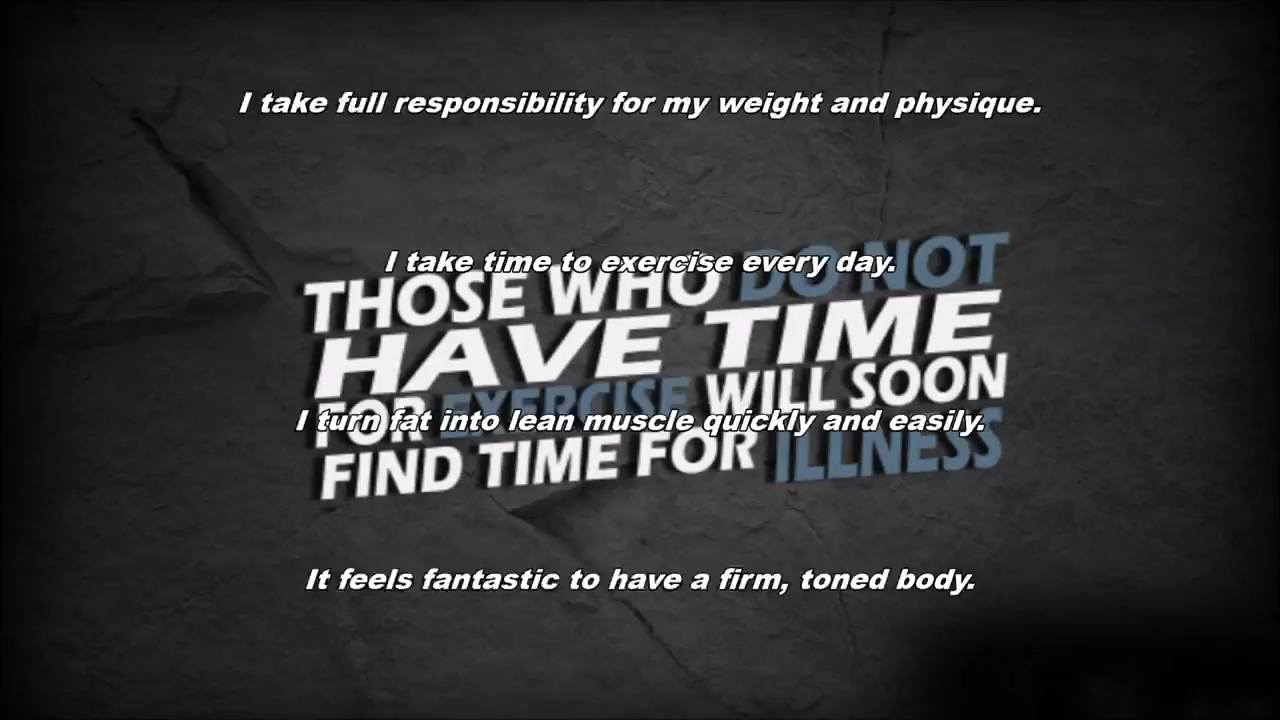 I take full responsibility for my weight and physique.
I take time to exercise every day.
THOSE WHO DO NOT
HAVE TIME
FOR EXERCISE WILL SOON
I turn fat into lean muscle quickly and easily.
FIND TIME FOR ILLNESS
It feels fantastic to have a firm, toned body.